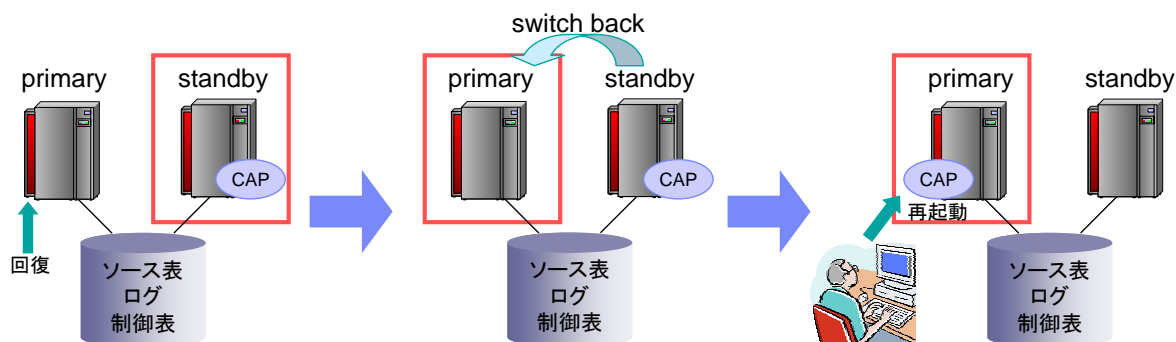 switch back
primary
standby
CAP
回復
ソース表
ログ
制御表
primary
standby
CAP
ソース表
ログ
制御表
primary
standby
CAP
再起動
ソース表
ログ
制御表